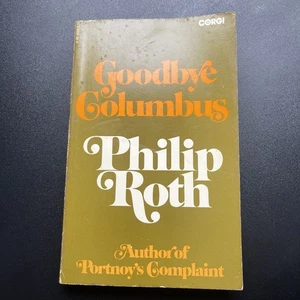 CORGI
Goodbye
Columbus
Philip
Roth
Author of
Portnoy's Complaint